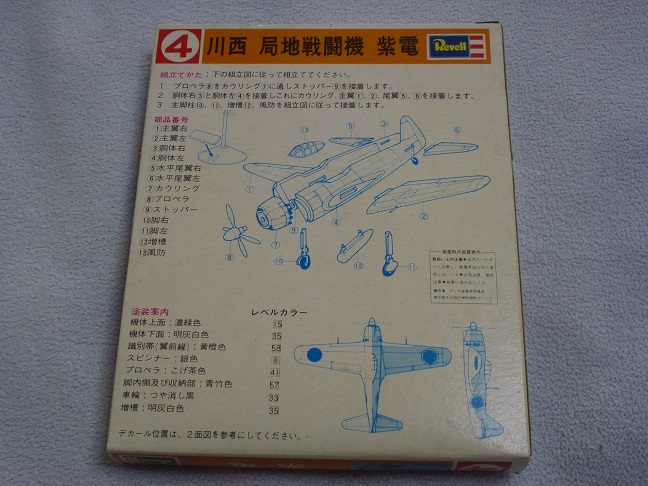 4 川西 局地戦闘機 紫電 Revell
組立てかた：下の組立図に従って組立ててください。
1 プロペラ⑧をカウリング⑦に通しストッパー⑨を接着します。
2 胴体右③と胴体左④を接着しこれにカウリング、主翼①、②、尾翼⑤、⑥を接着します。
3 主脚柱⑩、⑪、増槽⑫、風防を組立図に従って接着します。
部品番号
①主翼右
②主翼左
③胴体右
④胴体左
⑤水平尾翼右
⑥水平尾翼左
⑦カウリング
⑧プロペラ
⑨ストッパー
⑩脚右
⑪脚左
⑫増槽
⑬風防
塗装案内 レベルカラー
機体上面：濃緑色 15
機体下面：明灰白色 35
識別帯(翼前縁)：黄橙色 58
スピンナー：銀色 8
プロペラ：こげ茶色 41
脚内側及び収納部：青竹色 57
車輪：つや消し黒 33
増槽：明灰白色 35
デカール位置は、2面図を参考にしてください。